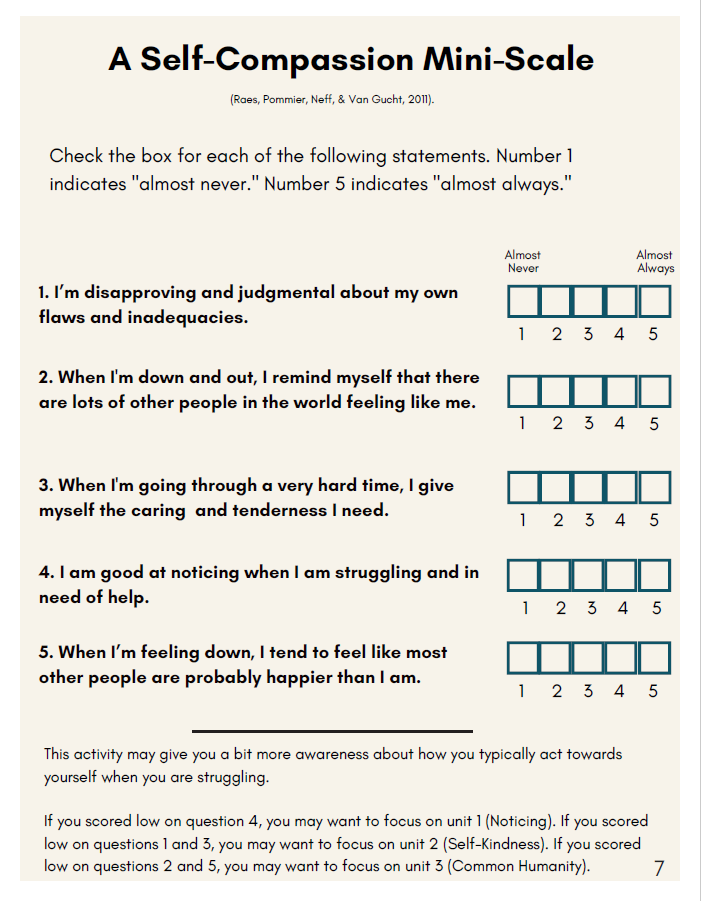 A Self-Compassion Mini-Scale
(Raes, Pommier, Neff, & Van Gucht, 2011).
Check the box for each of the following statements. Number 1
indicates "almost never." Number 5 indicates "almost always."
Almost Almost
Never Always
1. I’m disapproving and judgmental about my own
flaws and inadequacies.
1 2 3 4 5
2. When I'm down and out, I remind myself that there
are lots of other people in the world feeling like me.
1 2 3 4 5
3. When I'm going through a very hard time, I give
myself the caring  and tenderness I need.
1 2 3 4 5
4. I am good at noticing when I am struggling and in
need of help.
1 2 3 4 5
5. When I’m feeling down, I tend to feel like most
other people are probably happier than I am.
1 2 3 4 5
This activity may give you a bit more awareness about how you typically act towards
yourself when you are struggling.
If you scored low on question 4, you may want to focus on unit 1 (Noticing). If you scored
low on questions 1 and 3, you may want to focus on unit 2 (Self-Kindness). If you scored
low on questions 2 and 5, you may want to focus on unit 3 (Common Humanity).
7